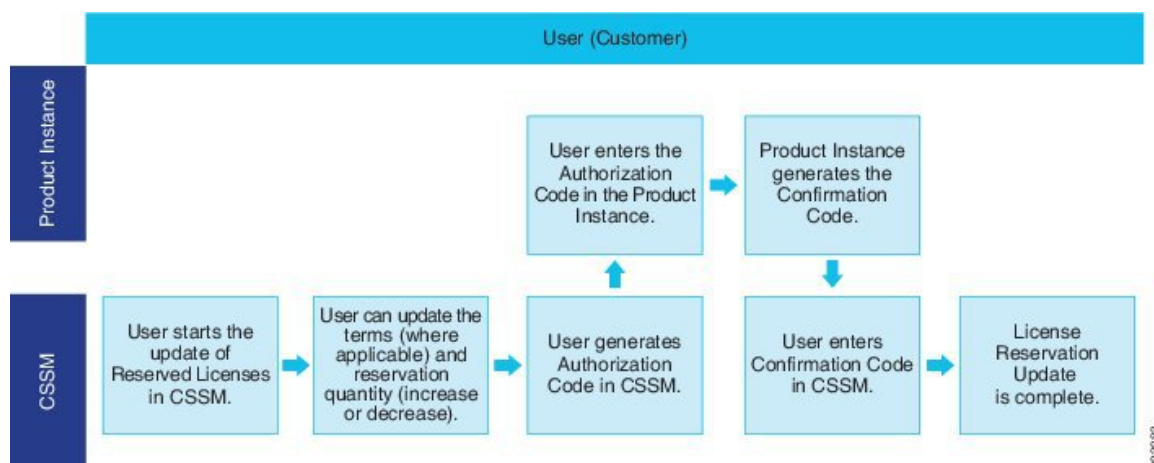 User (Customer)
Product Instance
User enters the
Authorization
Code in the Product
Instance.
Product Instance
generates the
Confirmation
Code.
CSSM
User starts the
update of
Reserved Licenses
in CSSM.
User can update the
terms (where
applicable) and
reservation
quantity (increase
or decrease).
User generates
Authorization
Code in CSSM.
User enters
Confirmation Code
in CSSM.
License
Reservation
Update
is complete.